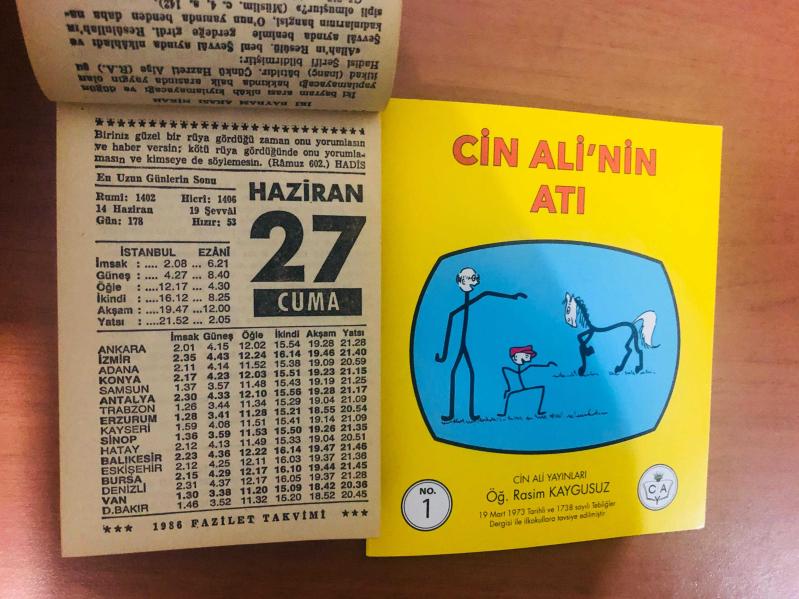 İKİ BAYRAM ARASI NİKAH
İki bayram arası nikâh kıyılamayacağı ve düğün
yapılamayacağı hakkında halk arasında yaygın olan
itikad (inanç) bâtıldır. Çünkü Hazreti Aişe (R.A.) şu
Hadisi Şerifi bildirmiştir:
«Allah'ın Resûlü, beni Şevvâl ayında nikâhladı ve
Şevvâl ayında benimle gerdeğe girdi. Resûlüllah'ın
kadınlarının hangisi, O'nun yanında benden daha na-
sipli olmuştur?» (Müslim, c. 4, s. 142)
Biriniz güzel bir rüya gördüğü zaman onu yorumlasın
ve haber versin; kötü rüya gördüğünde onu yorumla-
masın ve kimseye de söylemesin. (Râmuz 602.) HADİS
En Uzun Günlerin Sonu
Rumî: 1402 Hicrî: 1406
14 Haziran 19 Şevvâl
Gün: 178 Hızır: 53
HAZİRAN
27
CUMA
İSTANBUL EZANÎ
İmsak : .... 2.08 ... 6.21
Güneş : .... 4.27 ... 8.40
Öğle : ....12.17 ... 4.30
İkindi : ....16.12 ... 8.25
Akşam : ....19.47 ...12.00
Yatsı : ....21.52 ... 2.05
İmsak Güneş Öğle İkindi Akşam Yatsı
ANKARA 2.01 4.15 12.02 15.54 19.28 21.28
İZMİR 2.35 4.43 12.24 16.14 19.46 21.40
ADANA 2.11 4.14 11.52 15.38 19.09 20.59
KONYA 2.17 4.23 12.03 15.51 19.23 21.15
SAMSUN 1.37 3.57 11.48 15.43 19.19 21.25
ANTALYA 2.30 4.33 12.10 15.56 19.28 21.17
TRABZON 1.26 3.44 11.34 15.29 19.04 21.09
ERZURUM 1.28 3.41 11.28 15.21 18.55 20.54
KAYSERİ 1.59 4.08 11.51 15.41 19.14 21.09
SİNOP 1.36 3.59 11.53 15.50 19.26 21.35
HATAY 2.12 4.13 11.49 15.33 19.04 20.51
BALIKESİR 2.23 4.36 12.22 16.14 19.47 21.46
ESKİŞEHİR 2.12 4.25 12.11 16.03 19.37 21.36
BURSA 2.15 4.29 12.17 16.10 19.44 21.45
DENİZLİ 2.31 4.37 12.17 16.05 19.37 21.28
VAN 1.30 3.38 11.20 15.09 18.42 20.36
D.BAKIR 1.46 3.52 11.32 15.20 18.52 20.45
*** 1986 FAZİLET TAKVİMİ ***
CİN ALİ'NİN
ATI
CİN ALİ YAYINLARI
Öğ. Rasim KAYGUSUZ
19 Mart 1973 Tarihli ve 1738 sayılı Tebliğler
Dergisi ile ilkokullara tavsiye edilmiştir
NO.
1
C A